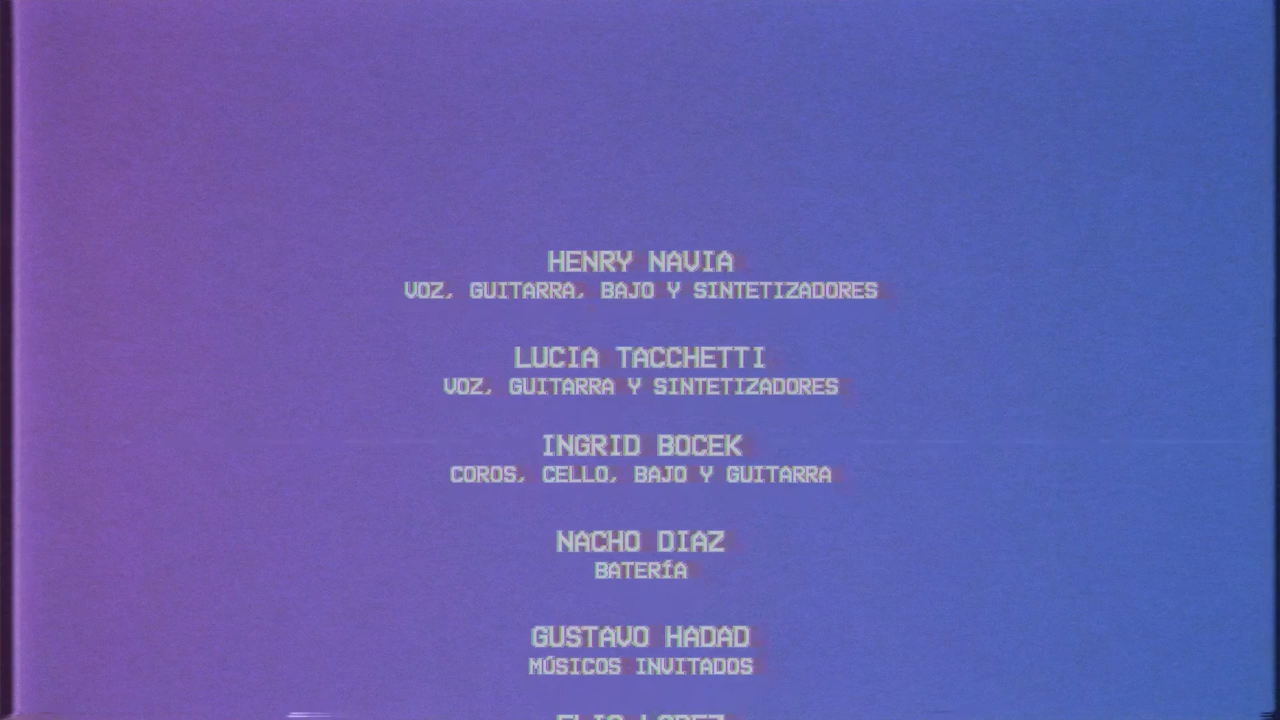 HENRY NAVIA
VOZ, GUITARRA, BAJO Y SINTETIZADORES
LUCIA TACCHETTI
VOZ, GUITARRA Y SINTETIZADORES
INGRID BOCEK
COROS, CELLO, BAJO Y GUITARRA
NACHO DIAZ
BATERÍA
GUSTAVO HADAD
MÚSICOS INVITADOS